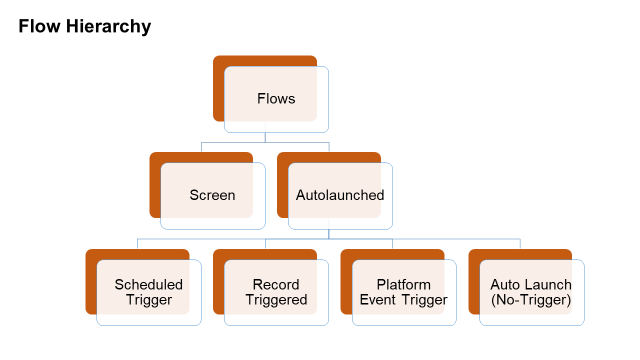 Flow Hierarchy
Flows
Screen
Autolaunched
Scheduled
Trigger
Record
Triggered
Platform
Event Trigger
Auto Launch
(No-Trigger)